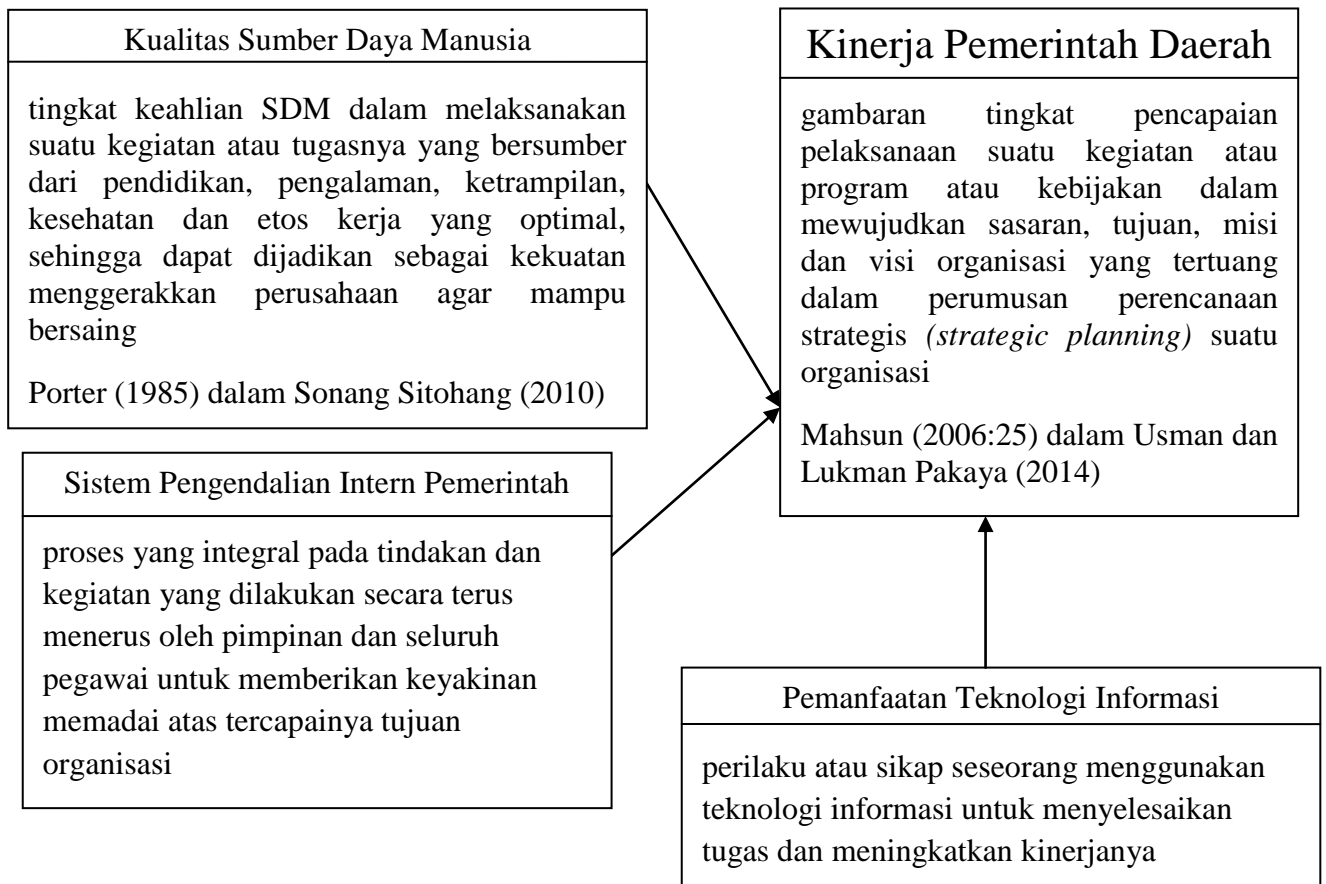 Kualitas Sumber Daya Manusia
tingkat keahlian SDM dalam melaksanakan
suatu kegiatan atau tugasnya yang bersumber
dari pendidikan, pengalaman, ketrampilan,
kesehatan dan etos kerja yang optimal,
sehingga dapat dijadikan sebagai kekuatan
menggerakkan perusahaan agar mampu
bersaing
Porter (1985) dalam Sonang Sitohang (2010)
Kinerja Pemerintah Daerah
gambaran tingkat pencapaian
pelaksanaan suatu kegiatan atau
program atau kebijakan dalam
mewujudkan sasaran, tujuan, misi
dan visi organisasi yang tertuang
dalam perumusan perencanaan
strategis (strategic planning) suatu
organisasi
Mahsun (2006:25) dalam Usman dan
Lukman Pakaya (2014)
Sistem Pengendalian Intern Pemerintah
proses yang integral pada tindakan dan
kegiatan yang dilakukan secara terus
menerus oleh pimpinan dan seluruh
pegawai untuk memberikan keyakinan
memadai atas tercapainya tujuan
organisasi
Pemanfaatan Teknologi Informasi
perilaku atau sikap seseorang menggunakan
teknologi informasi untuk menyelesaikan
tugas dan meningkatkan kinerjanya